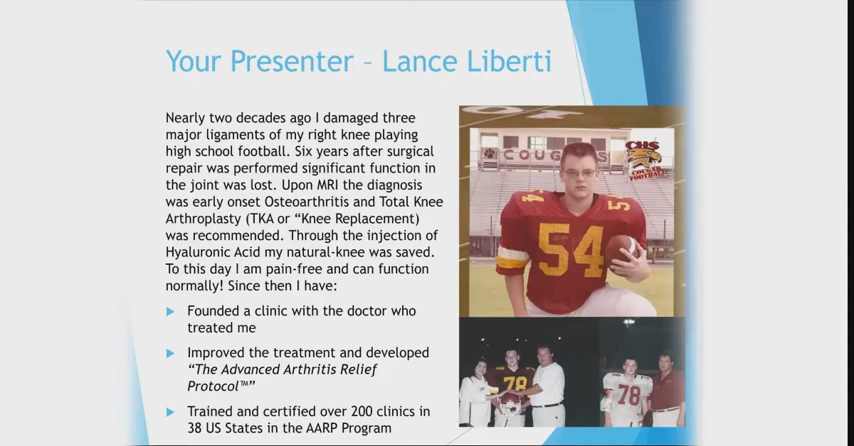 Your Presenter – Lance Liberti
Nearly two decades ago I damaged three
major ligaments of my right knee playing
high school football. Six years after surgical
repair was performed significant function in
the joint was lost. Upon MRI the diagnosis
was early onset Osteoarthritis and Total Knee
Arthroplasty (TKA or “Knee Replacement)
was recommended. Through the injection of
Hyaluronic Acid my natural-knee was saved.
To this day I am pain-free and can function
normally! Since then I have:
Founded a clinic with the doctor who
treated me
Improved the treatment and developed
“The Advanced Arthritis Relief
Protocol™”
Trained and certified over 200 clinics in
38 US States in the AARP Program
COUGARS
CHS
COUGAR
FOOTBALL
54
54
78
78